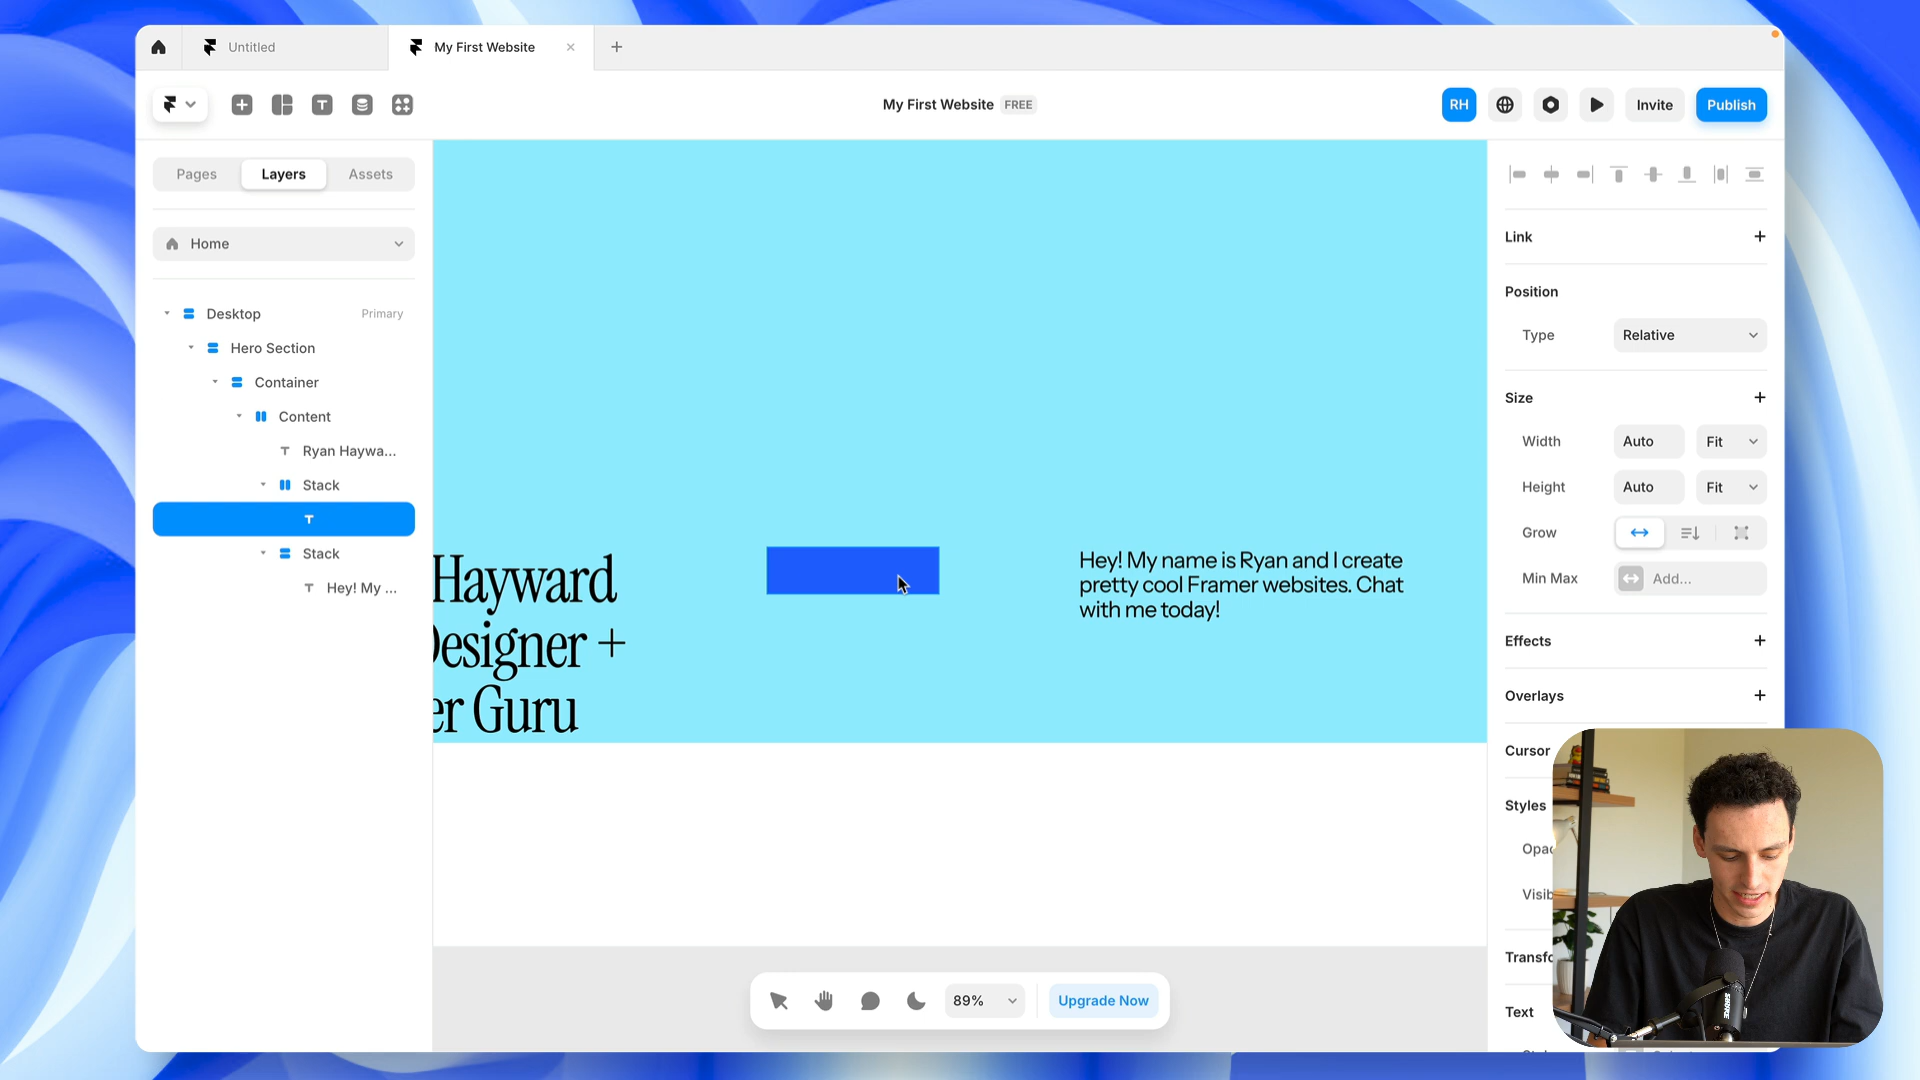 Untitled
My First Website
My First Website FREE
RH
Invite
Publish
Pages
Layers
Assets
Home
Desktop
Primary
Hero Section
Container
Content
Ryan Haywa...
Stack
Stack
Hey! My ...
Hayward
Designer +
er Guru
Hey! My name is Ryan and I create
pretty cool Framer websites. Chat
with me today!
89%
Upgrade Now
Link
Position
Type
Relative
Size
Width
Auto
Fit
Height
Auto
Fit
Grow
Min Max
Add...
Effects
Overlays
Cursor
Styles
Opac
Visib
Transfo
Text
SHURE